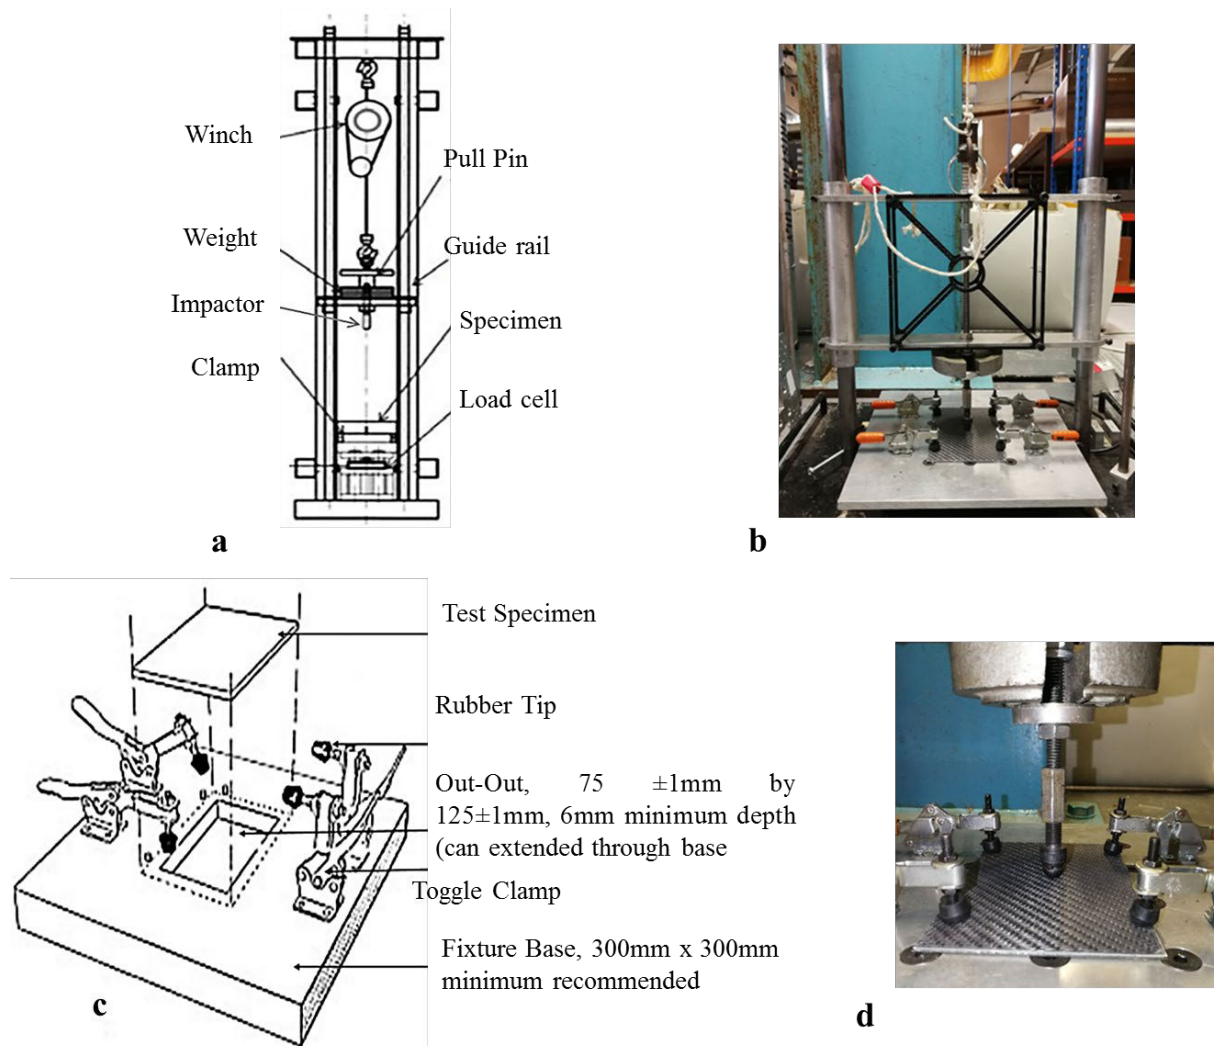 Winch
Pull Pin
Weight
Guide rail
Impactor
Specimen
Clamp
Load cell
a
b
Test Specimen
Rubber Tip
Out-Out, 75 ±1mm by
125±1mm, 6mm minimum depth
(can extended through base
Toggle Clamp
Fixture Base, 300mm x 300mm
minimum recommended
c
d